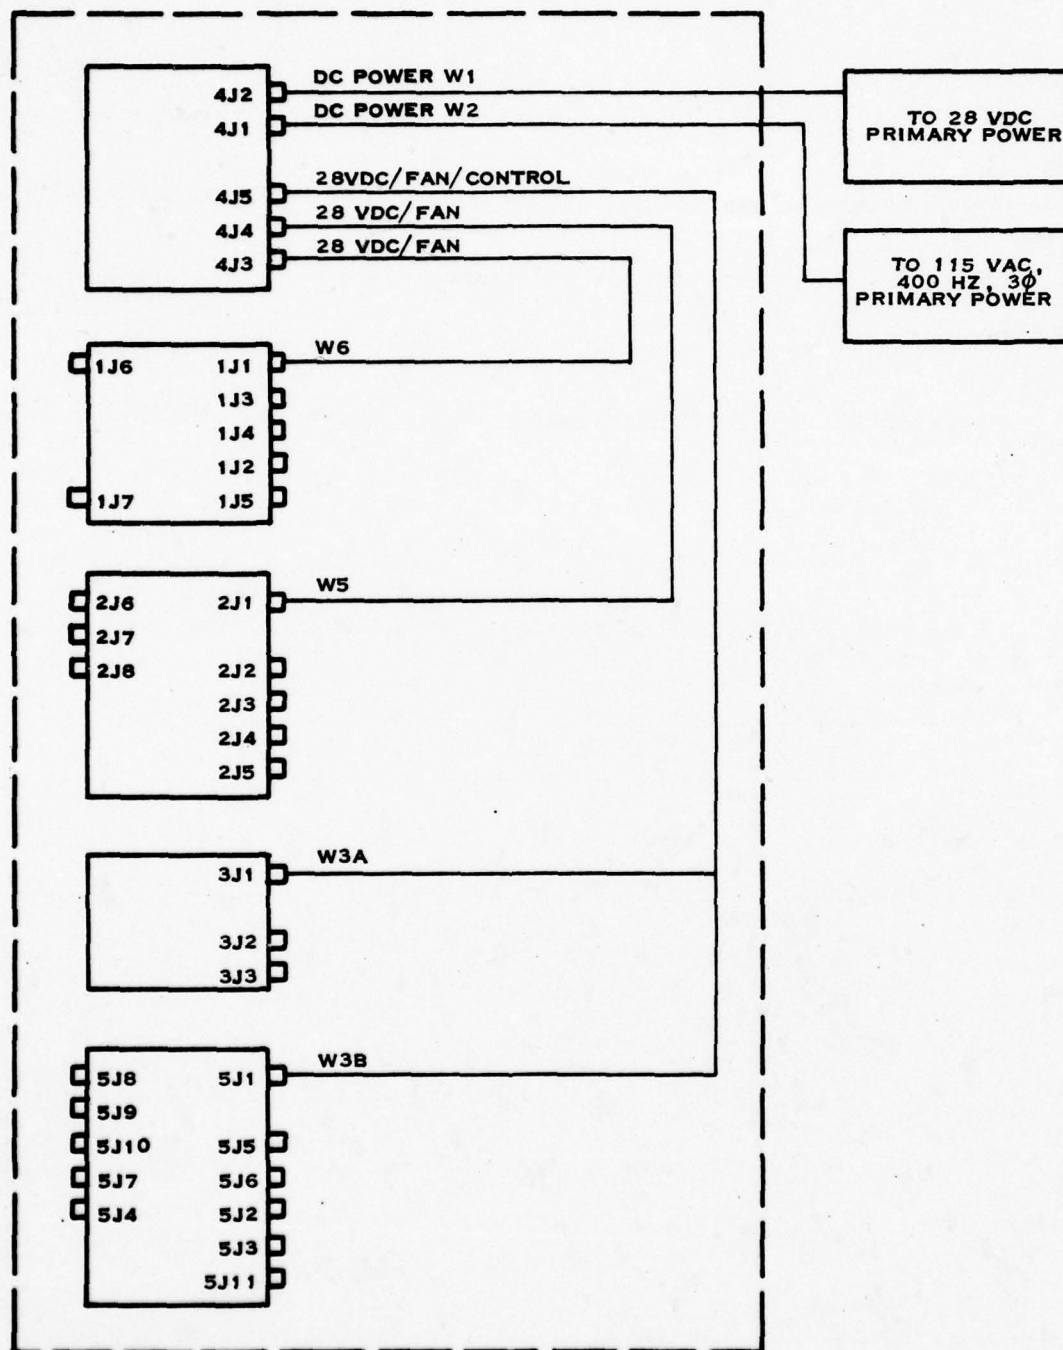 DC POWER W1
4J2
DC POWER W2
4J1
28VDC/FAN/CONTROL
4J5
28 VDC/FAN
4J4
28 VDC/FAN
4J3
TO 28 VDC
PRIMARY POWER
TO 115 VAC,
400 HZ, 3ϕ
PRIMARY POWER
W6
1J6 1J1
1J3
1J4
1J2
1J7 1J5
W5
2J6 2J1
2J7
2J8 2J2
2J3
2J4
2J5
W3A
3J1
3J2
3J3
W3B
5J8 5J1
5J9
5J10 5J5
5J7 5J6
5J4 5J2
5J3
5J11